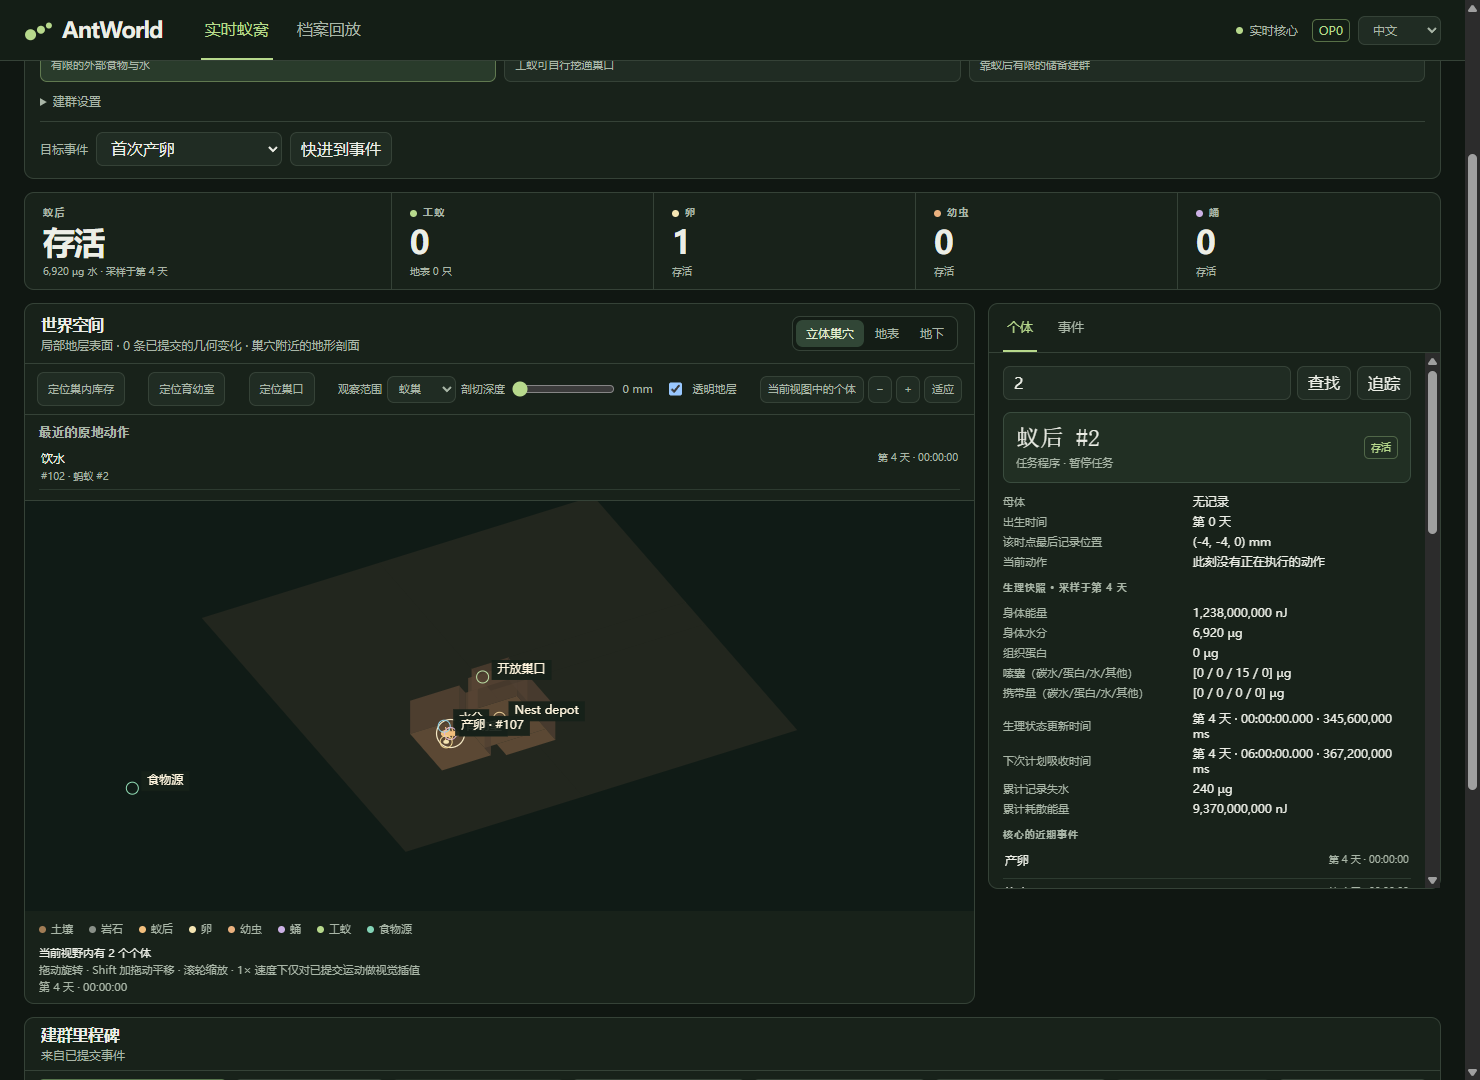 AntWorld
实时蚁窝
档案回放
实时核心
OP0
中文
有限的外部食物与水
工蚁可自行挖通巢口
靠蚁后有限的储备建群
建群设置
目标事件
首次产卵
快进到事件
蚁后
存活
6,920 µg 水 · 采样于第 4 天
工蚁
0
地表 0 只
卵
1
存活
幼虫
0
存活
蛹
0
存活
世界空间
局部地层表面 · 0 条已提交的几何变化 · 巢穴附近的地形剖面
立体巢穴
地表
地下
定位巢内库存
定位育幼室
定位巢口
观察范围
蚁巢
剖切深度
0 mm
透明地层
当前视图中的个体
−
+
适应
最近的原地动作
饮水
第 4 天 · 00:00:00
#102 · 蚂蚁 #2
开放巢口
Nest depot
产卵 · #107
食物源
土壤
岩石
蚁后
卵
幼虫
蛹
工蚁
食物源
当前视野内有 2 个个体
拖动旋转 · Shift 加拖动平移 · 滚轮缩放 · 1× 速度下仅对已提交运动做视觉插值
第 4 天 · 00:00:00
个体
事件
2
查找
追踪
蚁后 #2
任务程序 · 暂停任务
存活
母体 无记录
出生时间 第 0 天
该时点最后记录位置 (-4, -4, 0) mm
当前动作 此刻没有正在执行的动作
生理快照 • 采样于第 4 天
身体能量 1,238,000,000 nJ
身体水分 6,920 µg
组织蛋白 0 µg
嗉囊（碳水/蛋白/水/其他） [0 / 0 / 15 / 0] µg
携带量（碳水/蛋白/水/其他） [0 / 0 / 0 / 0] µg
生理状态更新时间 第 4 天 · 00:00:00.000 · 345,600,000 ms
下次计划吸收时间 第 4 天 · 06:00:00.000 · 367,200,000 ms
累计记录失水 240 µg
累计耗散能量 9,370,000,000 nJ
核心的近期事件
产卵
第 4 天 · 00:00:00
建群里程碑
来自已提交事件